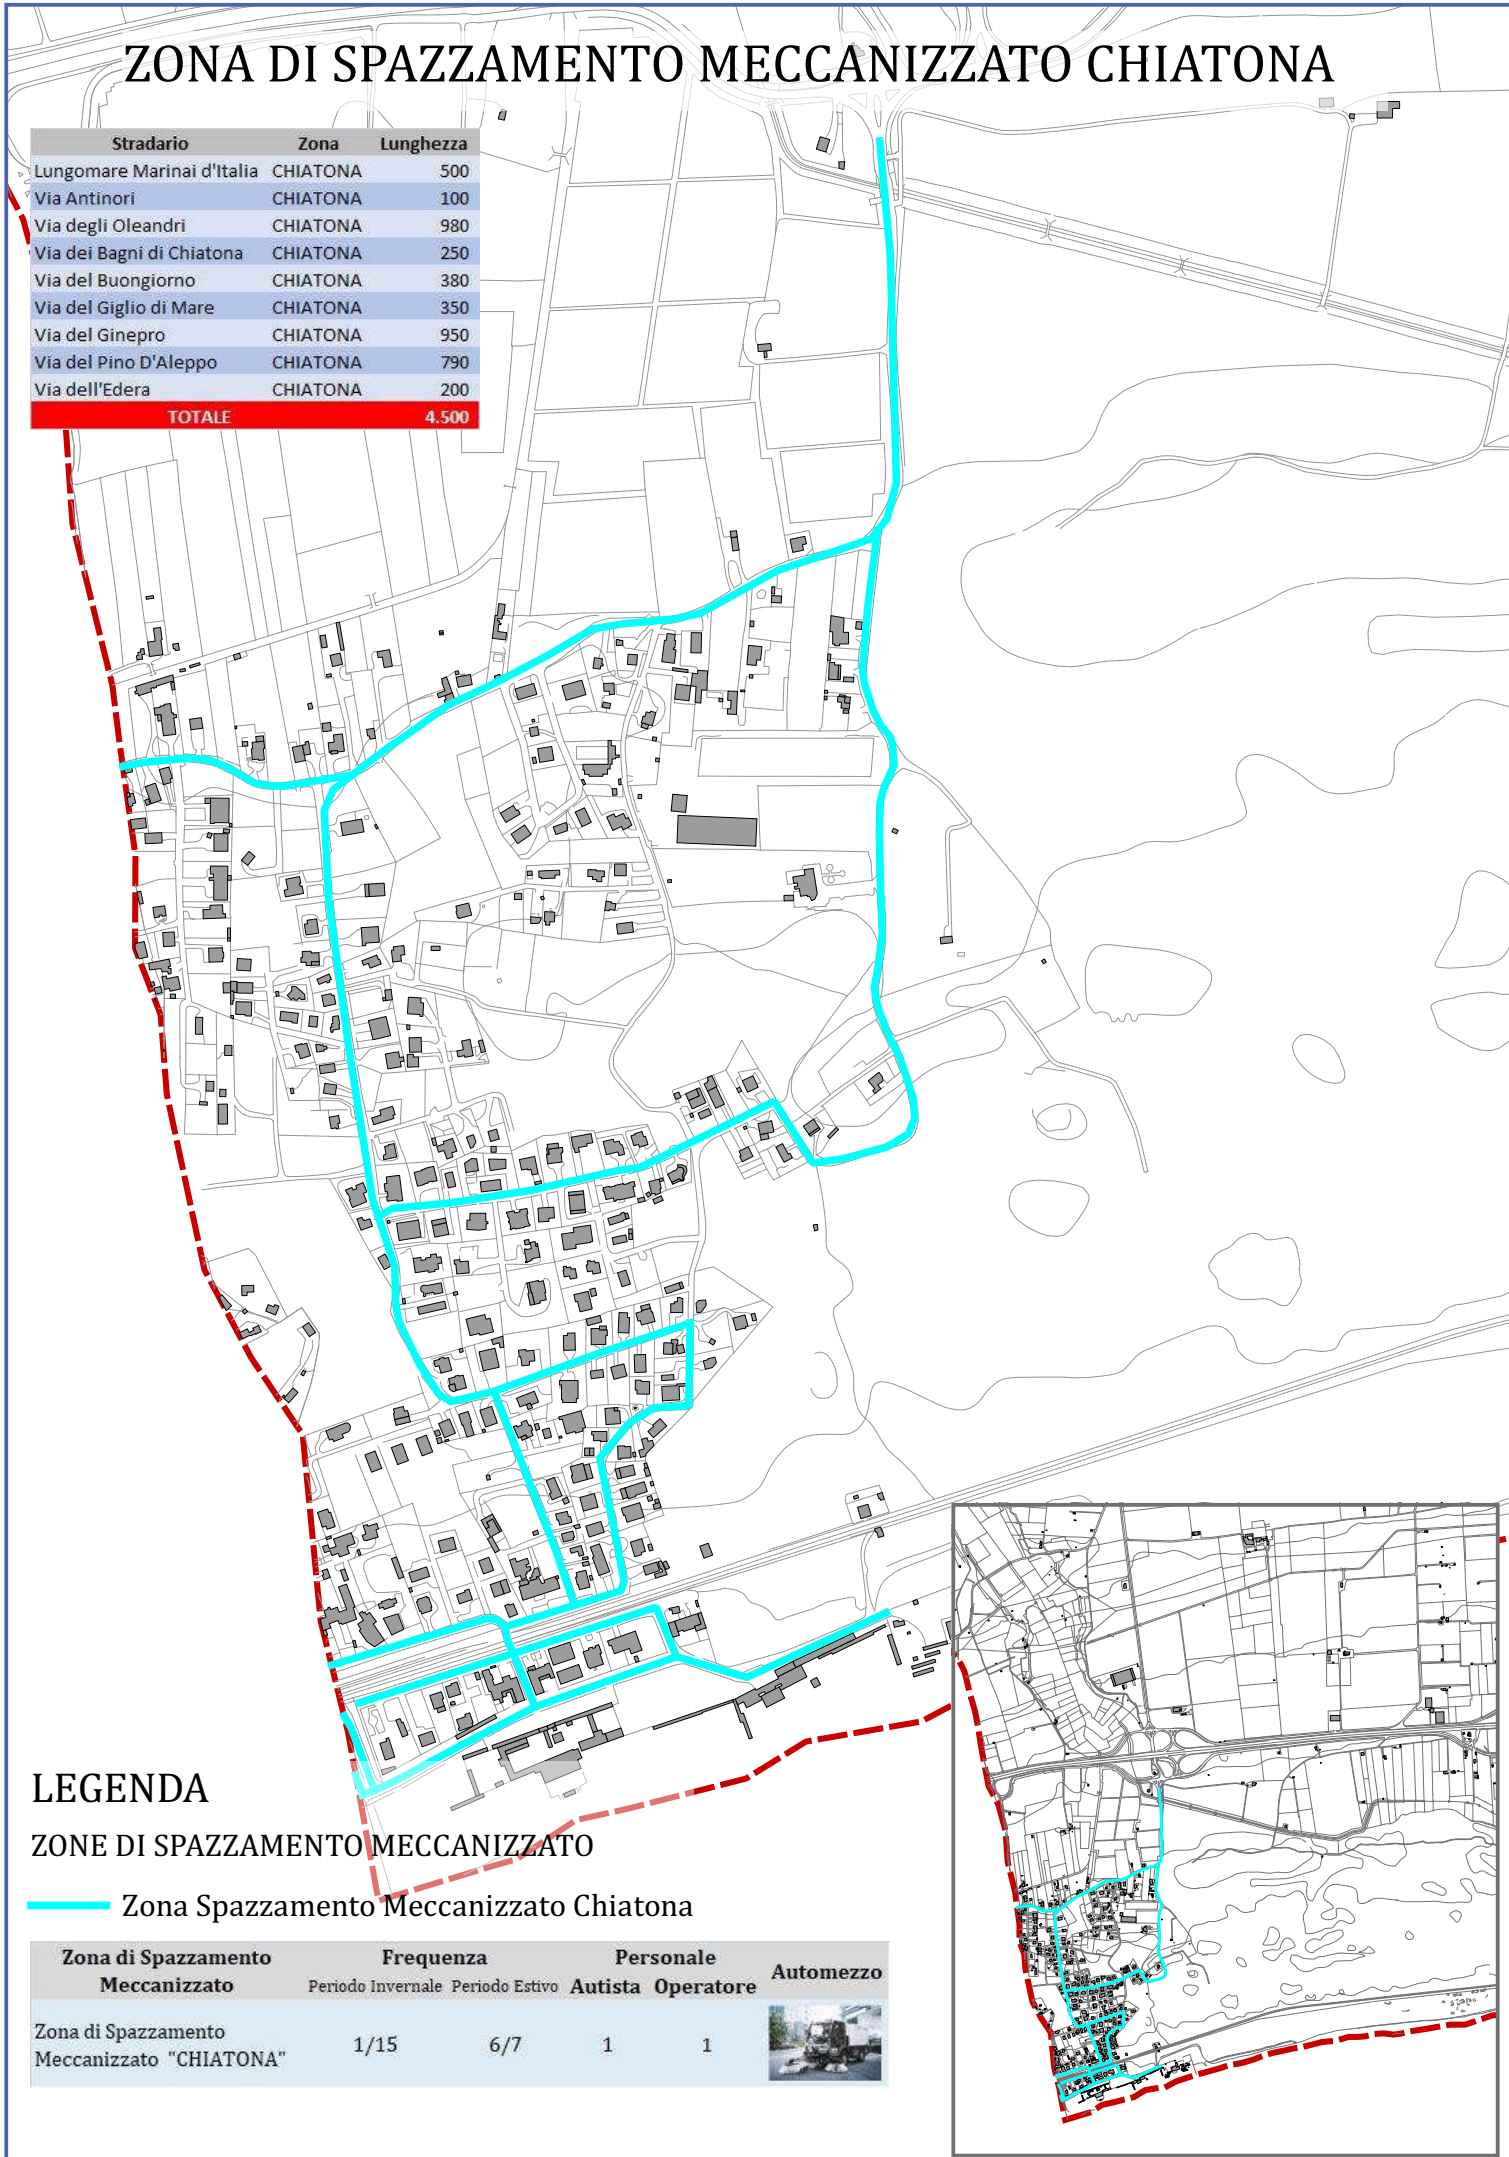 ZONA DI SPAZZAMENTO MECCANIZZATO CHIATONA
Stradario Zona Lunghezza
Lungomare Marinai d'Italia CHIATONA 500
Via Antinori CHIATONA 100
Via degli Oleandri CHIATONA 980
Via dei Bagni di Chiatona CHIATONA 250
Via del Buongiorno CHIATONA 380
Via del Giglio di Mare CHIATONA 350
Via del Ginepro CHIATONA 950
Via del Pino D'Aleppo CHIATONA 790
Via dell'Edera CHIATONA 200
TOTALE 4.500
LEGENDA
ZONE DI SPAZZAMENTO MECCANIZZATO
Zona Spazzamento Meccanizzato Chiatona
Zona di Spazzamento Frequenza Personale Automezzo
Meccanizzato Periodo Invernale Periodo Estivo Autista Operatore
Zona di Spazzamento
Meccanizzato "CHIATONA" 1/15 6/7 1 1